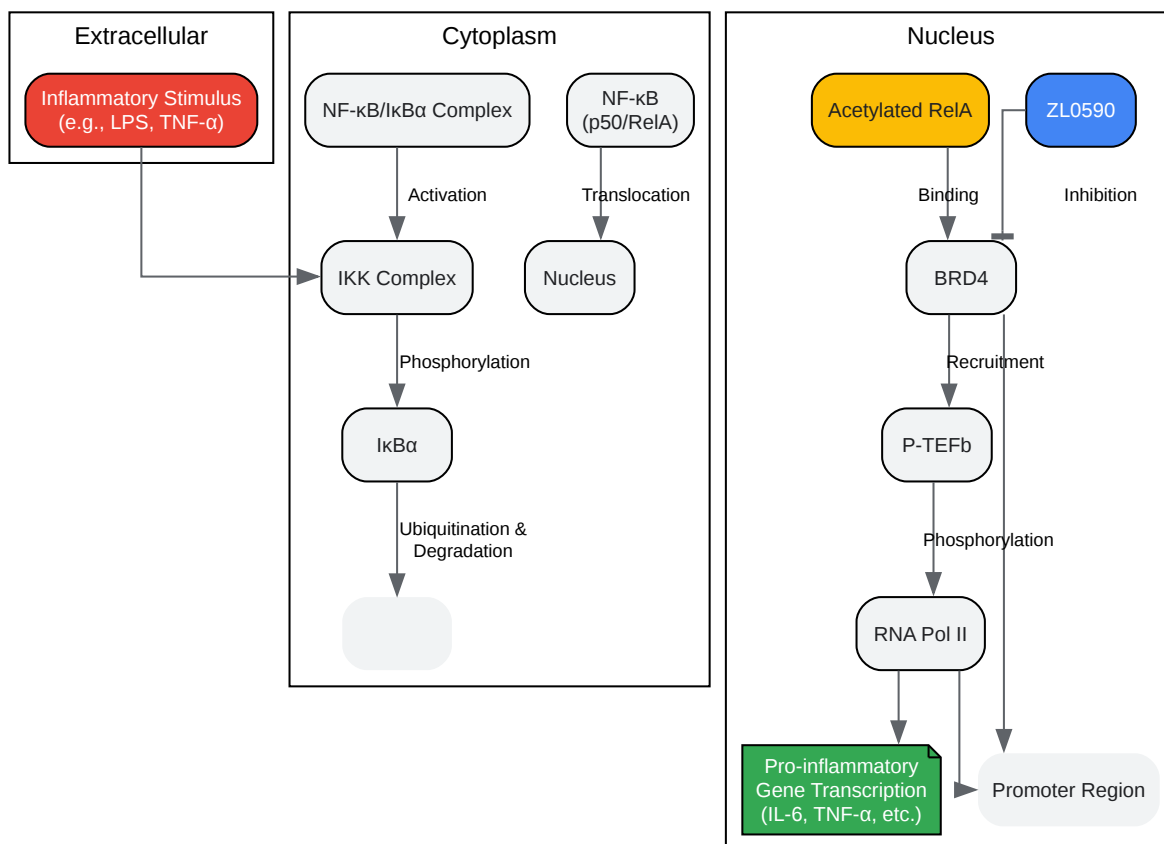 Extracellular
Inflammatory Stimulus
(e.g., LPS, TNF-α)
Cytoplasm
NF-κB/IκBα Complex
NF-κB
(p50/RelA)
Activation
Translocation
IKK Complex
Nucleus
Phosphorylation
IκBα
Ubiquitination &
Degradation
Nucleus
Acetylated RelA
ZL0590
Binding
Inhibition
BRD4
Recruitment
P-TEFb
Phosphorylation
RNA Pol II
Pro-inflammatory
Gene Transcription
(IL-6, TNF-α, etc.)
Promoter Region